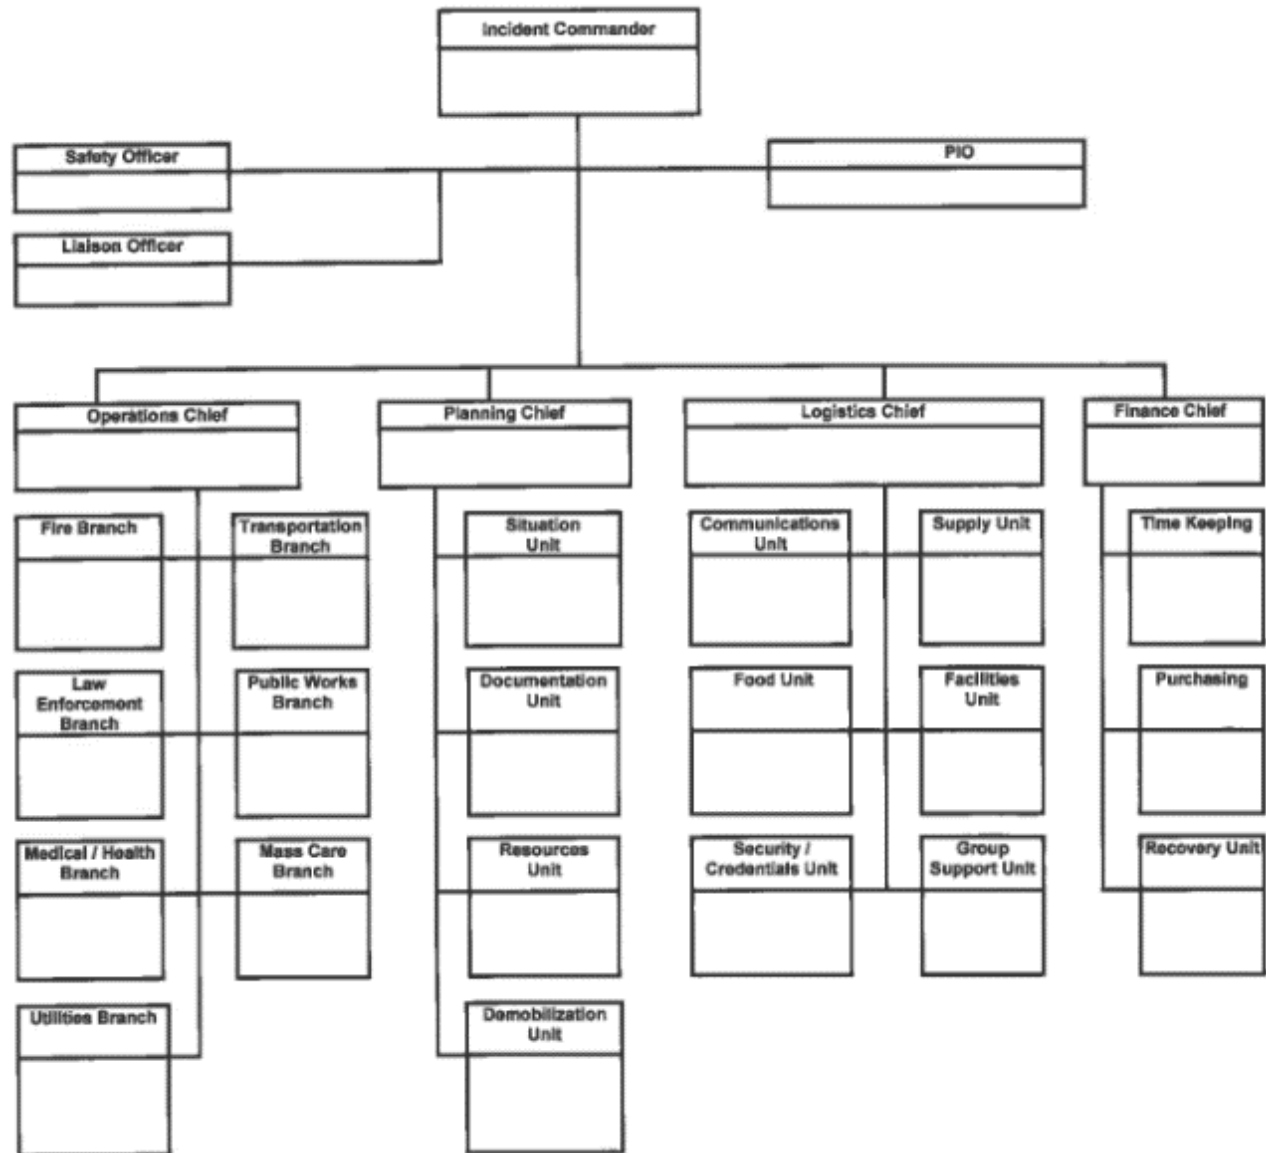 Incident Commander
Safety Officer
PIO
Liaison Officer
Operations Chief
Planning Chief
Logistics Chief
Finance Chief
Fire Branch
Transportation
Branch
Situation
Unit
Communications
Unit
Supply Unit
Time Keeping
Law
Enforcement
Branch
Public Works
Branch
Documentation
Unit
Food Unit
Facilities
Unit
Purchasing
Medical / Health
Branch
Mass Care
Branch
Resources
Unit
Security /
Credentials Unit
Group
Support Unit
Recovery Unit
Utilities Branch
Demobilization
Unit